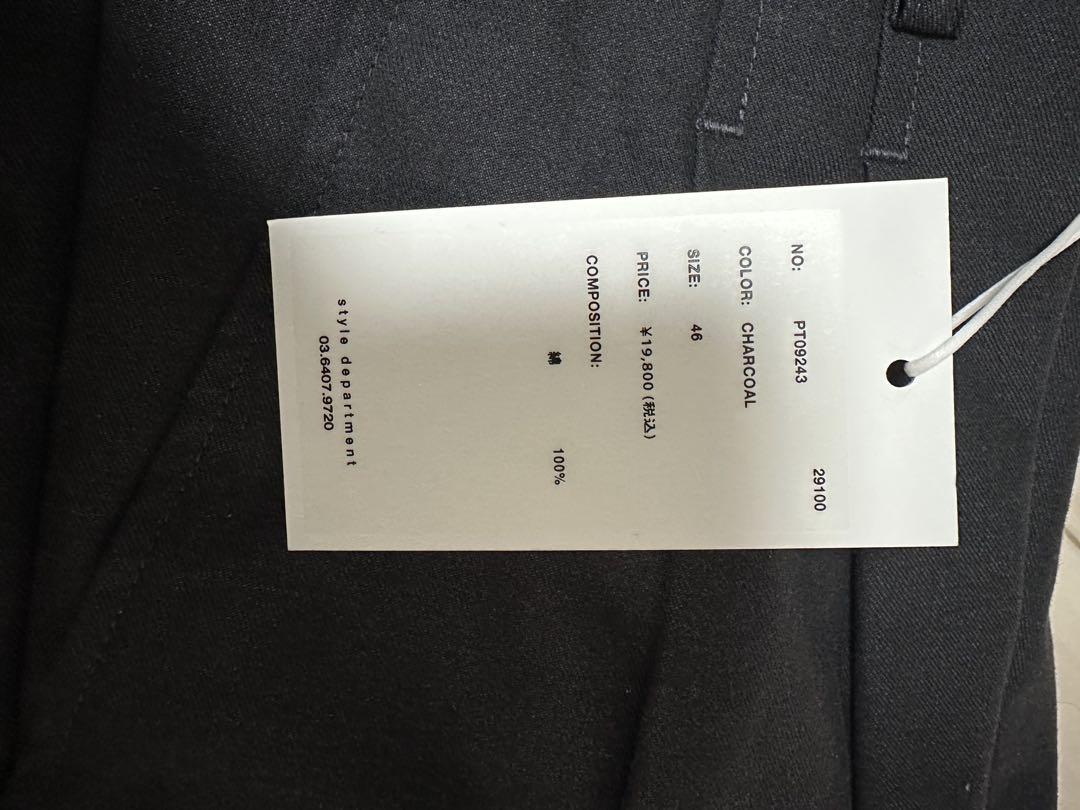 29100
NO: PT09243
COLOR: CHARCOAL
SIZE: 46
PRICE: ¥19,800 (税込)
COMPOSITION:
綿 100%
style department
03.6407.9720